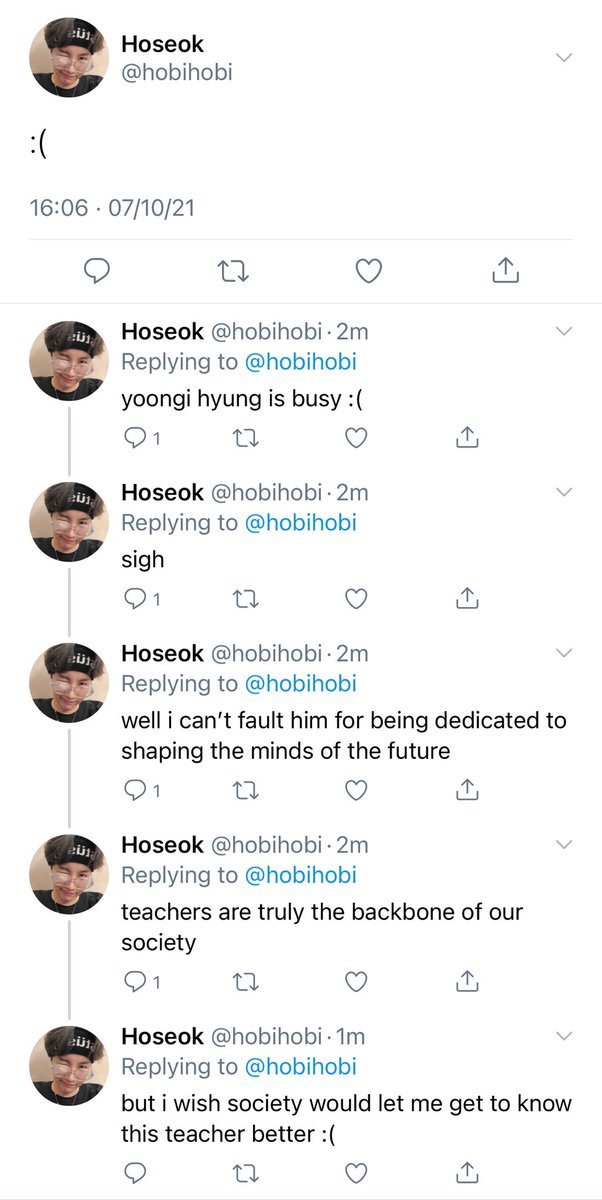 Hoseok
@hobihobi
:(
16:06 · 07/10/21
Hoseok @hobihobi · 2m
Replying to @hobihobi
yoongi hyung is busy :(
1
Hoseok @hobihobi · 2m
Replying to @hobihobi
sigh
1
Hoseok @hobihobi · 2m
Replying to @hobihobi
well i can’t fault him for being dedicated to
shaping the minds of the future
1
Hoseok @hobihobi · 2m
Replying to @hobihobi
teachers are truly the backbone of our
society
1
Hoseok @hobihobi · 1m
Replying to @hobihobi
but i wish society would let me get to know
this teacher better :(